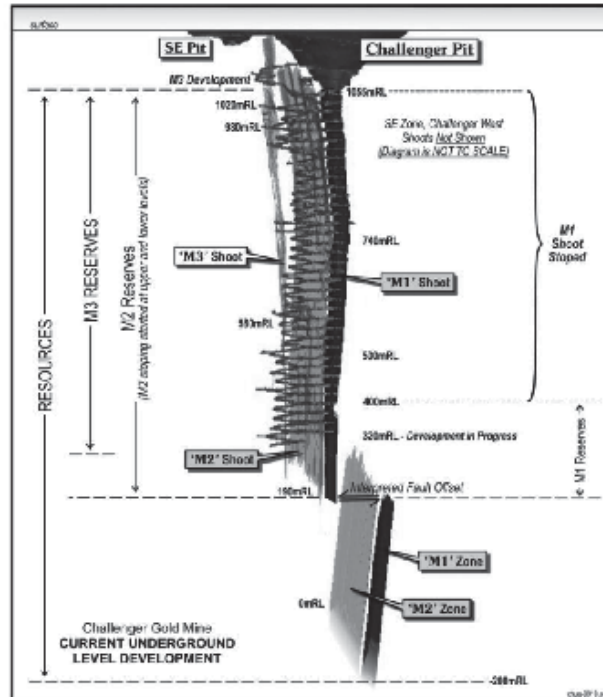 surface
SE Pit
Challenger Pit
M3 Development
1055mRL
1020mRL
SE Zone, Challenger West
Shoots Not Shown
(Diagram is NOT TO SCALE)
M1
Shoot
Stoped
740mRL
'M3' Shoot
'M1' Shoot
RESOURCES
M3 RESERVES
M2 Reserves
(M2 stoping started at upper and lower levels)
500mRL
400mRL
320mRL - Development in Progress
M1 Reserves
'M2' Shoot
190mRL
Interpreted Fault Offset
'M1' Zone
'M2' Zone
0mRL
Challenger Gold Mine
CURRENT UNDERGROUND
LEVEL DEVELOPMENT
-200mRL